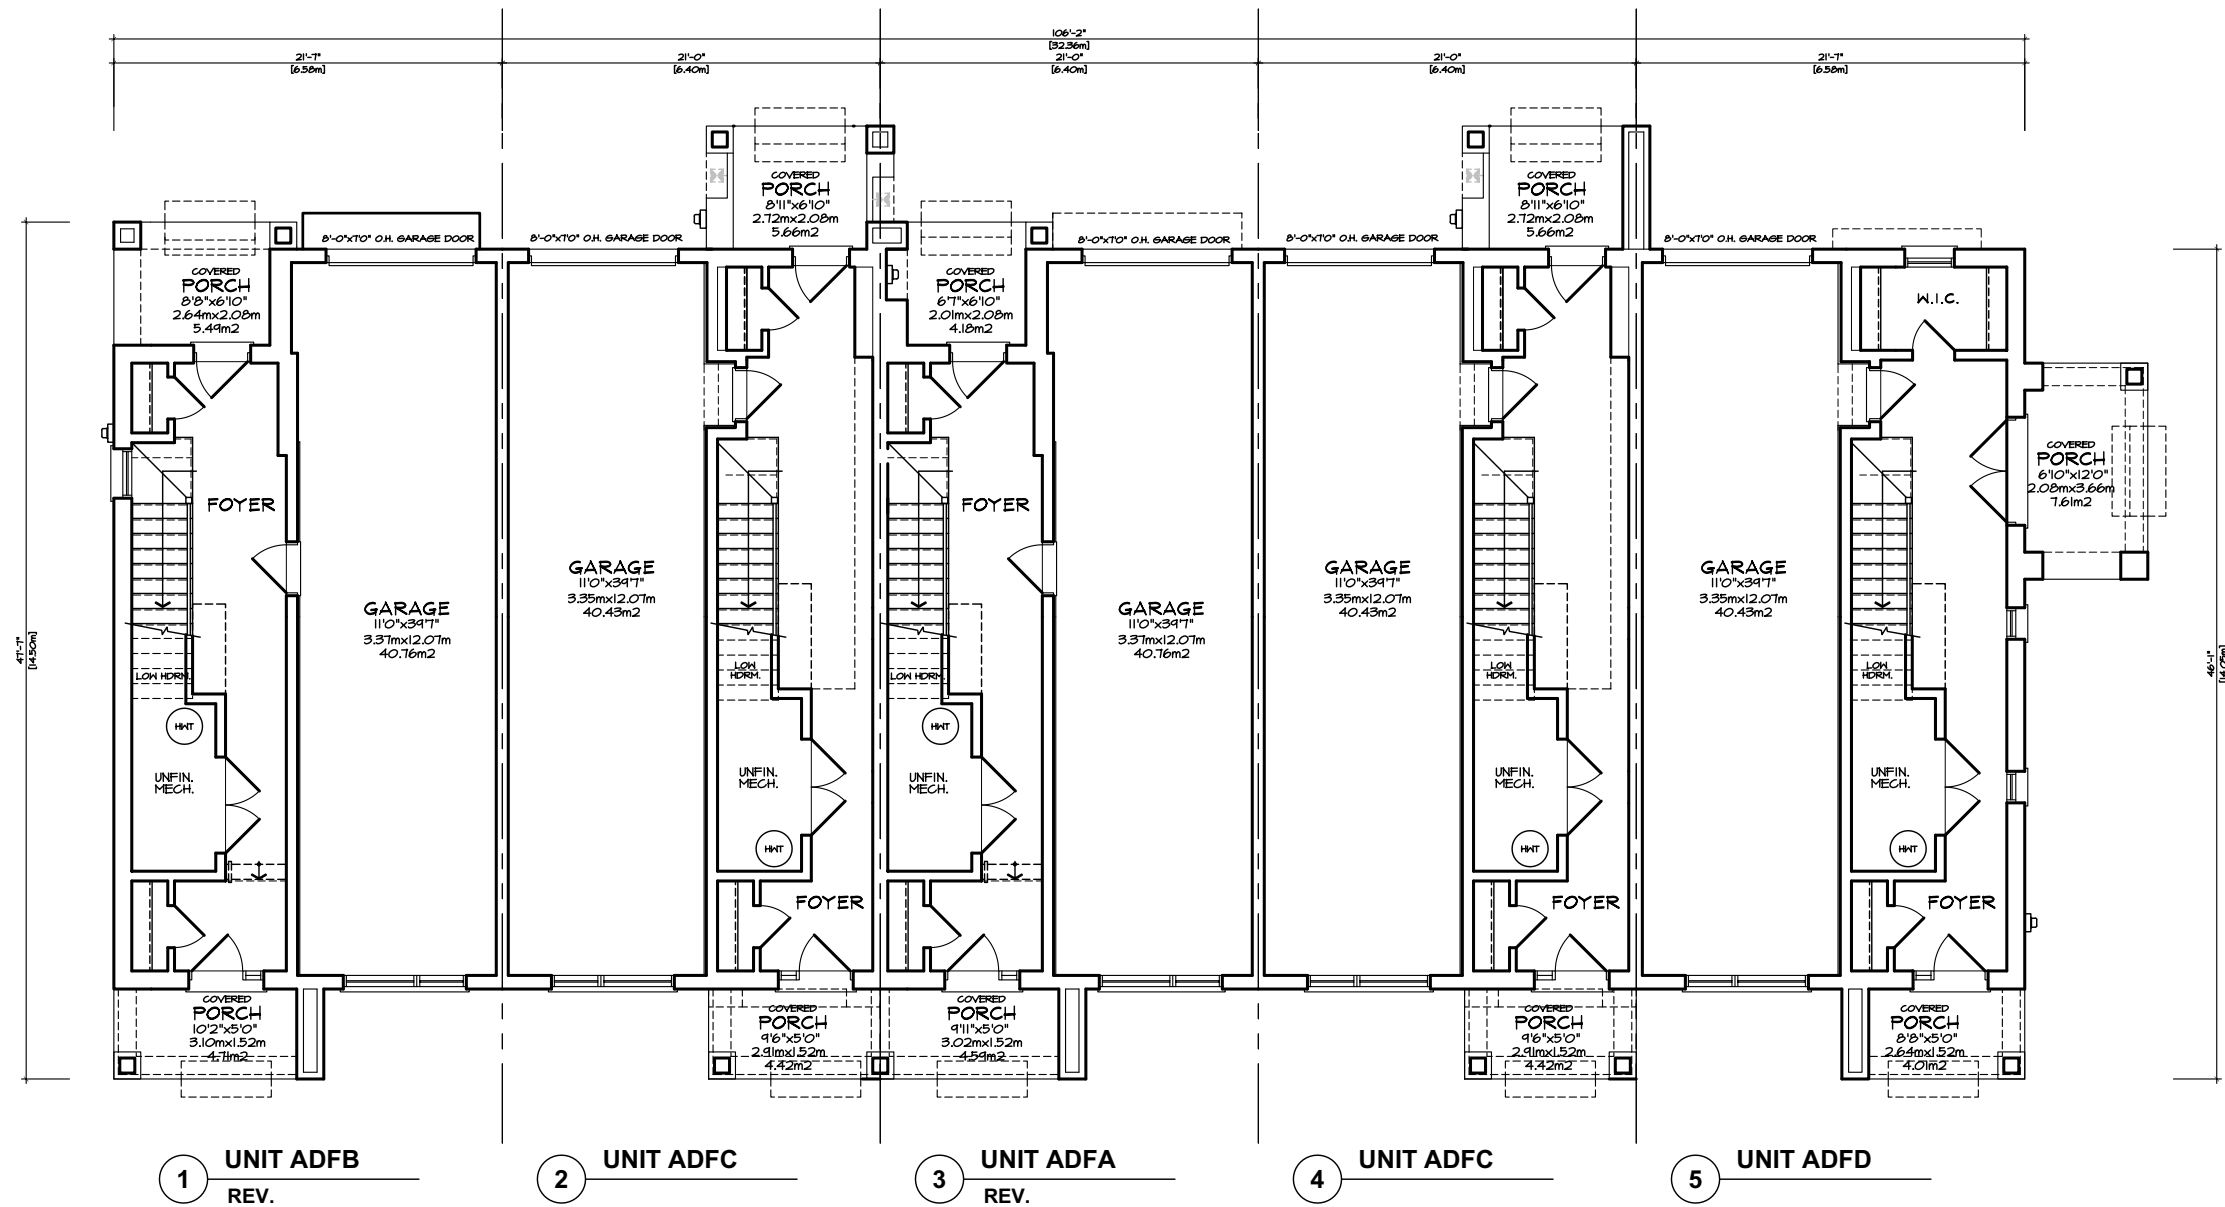 106'-2"
[32.36m]
21'-7"
[6.58m]
21'-0"
[6.40m]
21'-0"
[6.40m]
21'-0"
[6.40m]
21'-7"
[6.58m]
COVERED
PORCH
8'11"x6'10"
2.72mx2.08m
5.66m2
COVERED
PORCH
8'11"x6'10"
2.72mx2.08m
5.66m2
8'-0"x7'0" O.H. GARAGE DOOR
8'-0"x7'0" O.H. GARAGE DOOR
8'-0"x7'0" O.H. GARAGE DOOR
8'-0"x7'0" O.H. GARAGE DOOR
8'-0"x7'0" O.H. GARAGE DOOR
COVERED
PORCH
8'8"x6'10"
2.64mx2.08m
5.49m2
COVERED
PORCH
6'7"x6'10"
2.01mx2.08m
4.18m2
W.I.C.
COVERED
PORCH
6'10"x12'0"
2.08mx3.66m
7.61m2
FOYER
FOYER
GARAGE
11'0"x39'7"
3.37mx12.07m
40.76m2
GARAGE
11'0"x39'7"
3.35mx12.07m
40.43m2
GARAGE
11'0"x39'7"
3.37mx12.07m
40.76m2
GARAGE
11'0"x39'7"
3.35mx12.07m
40.43m2
GARAGE
11'0"x39'7"
3.35mx12.07m
40.43m2
47'-7"
[14.50m]
46'-1"
[14.05m]
LOW HDRM.
LOW
HDRM.
LOW HDRM.
LOW
HDRM.
LOW
HDRM.
HWT
HWT
UNFIN.
MECH.
UNFIN.
MECH.
UNFIN.
MECH.
UNFIN.
MECH.
UNFIN.
MECH.
HWT
HWT
HWT
FOYER
FOYER
FOYER
COVERED
PORCH
10'2"x5'0"
3.10mx1.52m
4.71m2
COVERED
PORCH
9'6"x5'0"
2.91mx1.52m
4.42m2
COVERED
PORCH
9'11"x5'0"
3.02mx1.52m
4.59m2
COVERED
PORCH
9'6"x5'0"
2.91mx1.52m
4.42m2
COVERED
PORCH
8'8"x5'0"
2.64mx1.52m
4.01m2
1 UNIT ADFB
REV.
2 UNIT ADFC
3 UNIT ADFA
REV.
4 UNIT ADFC
5 UNIT ADFD